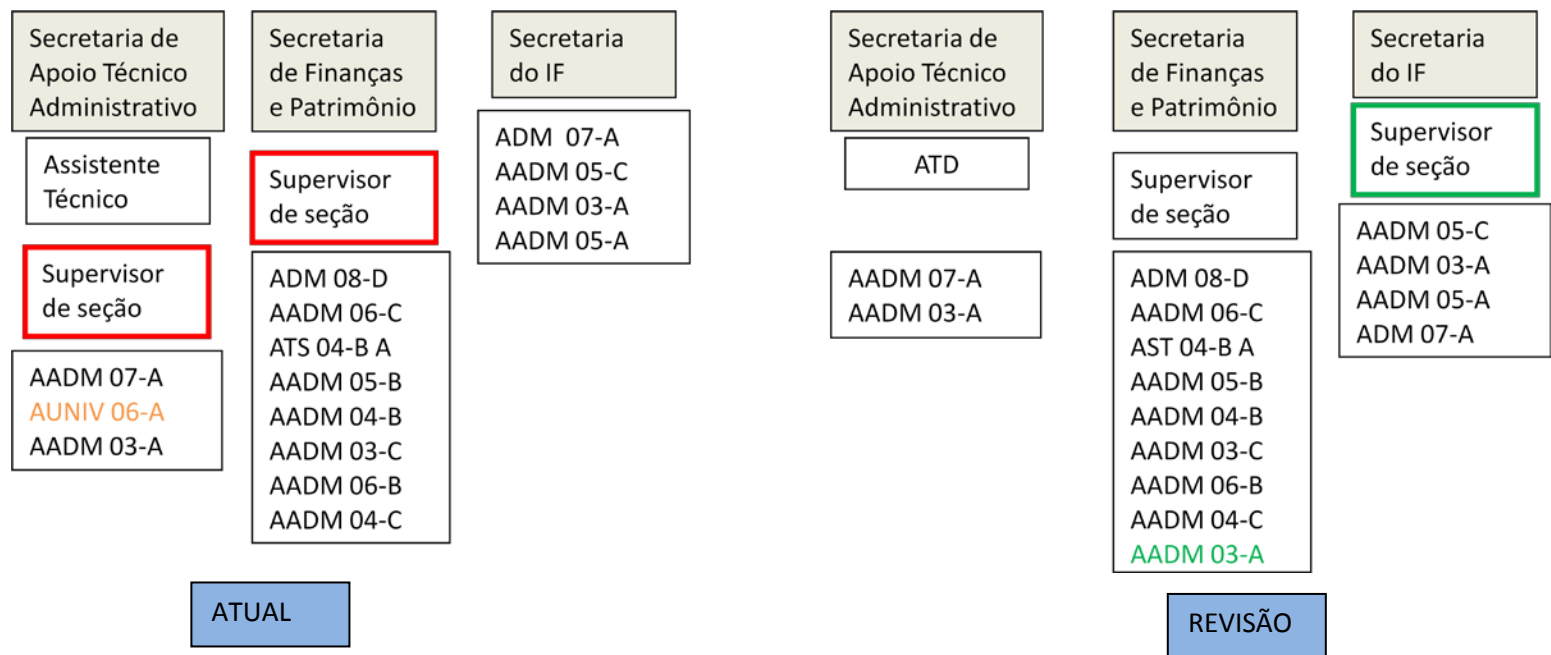 Secretaria de
Apoio Técnico
Administrativo
Assistente
Técnico
Supervisor
de seção
AADM 07-A
AUNIV 06-A
AADM 03-A
Secretaria
de Finanças
e Patrimônio
Supervisor
de seção
ADM 08-D
AADM 06-C
ATS 04-B A
AADM 05-B
AADM 04-B
AADM 03-C
AADM 06-B
AADM 04-C
Secretaria
do IF
ADM 07-A
AADM 05-C
AADM 03-A
AADM 05-A
ATUAL
Secretaria de
Apoio Técnico
Administrativo
ATD
AADM 07-A
AADM 03-A
Secretaria
de Finanças
e Patrimônio
Supervisor
de seção
ADM 08-D
AADM 06-C
AST 04-B A
AADM 05-B
AADM 04-B
AADM 03-C
AADM 06-B
AADM 04-C
AADM 03-A
Secretaria
do IF
Supervisor
de seção
AADM 05-C
AADM 03-A
AADM 05-A
ADM 07-A
REVISÃO